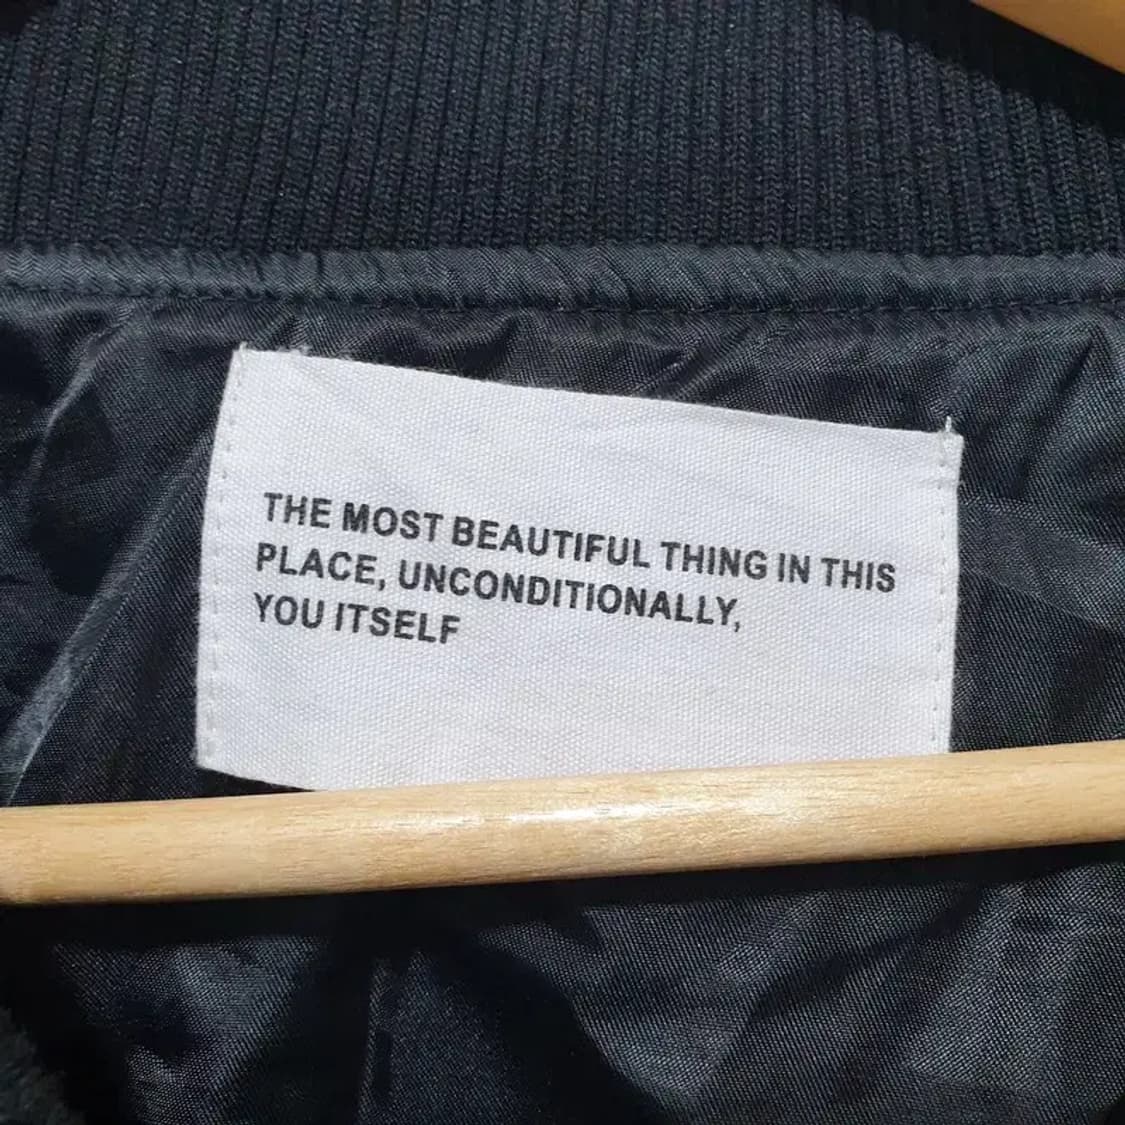 THE MOST BEAUTIFUL THING IN THIS
PLACE, UNCONDITIONALLY,
YOU ITSELF